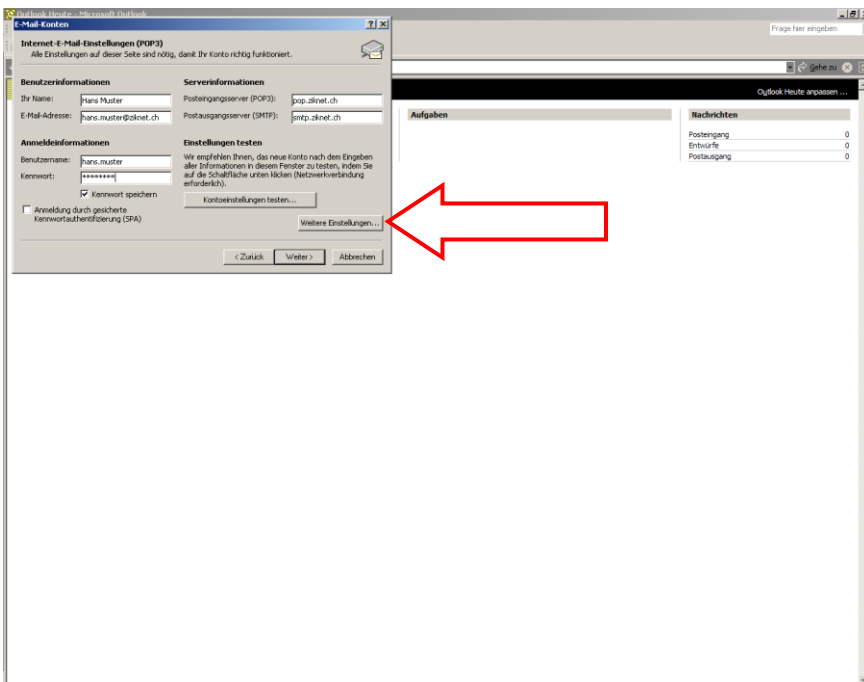 Outlook Heute - Microsoft Outlook
E-Mail-Konten
Frage hier eingeben
Internet-E-Mail-Einstellungen (POP3)
Alle Einstellungen auf dieser Seite sind nötig, damit Ihr Konto richtig funktioniert.
Gehe zu
Outlook Heute anpassen ...
Benutzerinformationen
Ihr Name: Hans Muster
E-Mail-Adresse: hans.muster@ziknet.ch
Serverinformationen
Posteingangsserver (POP3): pop.ziknet.ch
Postausgangsserver (SMTP): smtp.ziknet.ch
Anmeldeinformationen
Benutzername: hans.muster
Kennwort: ********
Kennwort speichern
Anmeldung durch gesicherte
Kennwortauthentifizierung (SPA)
Einstellungen testen
Wir empfehlen Ihnen, das neue Konto nach dem Eingeben
aller Informationen in diesem Fenster zu testen, indem Sie
auf die Schaltfläche unten klicken (Netzwerkverbindung
erforderlich).
Kontoeinstellungen testen...
Weitere Einstellungen...
< Zurück Weiter > Abbrechen
Aufgaben
Nachrichten
Posteingang 0
Entwürfe 0
Postausgang 0